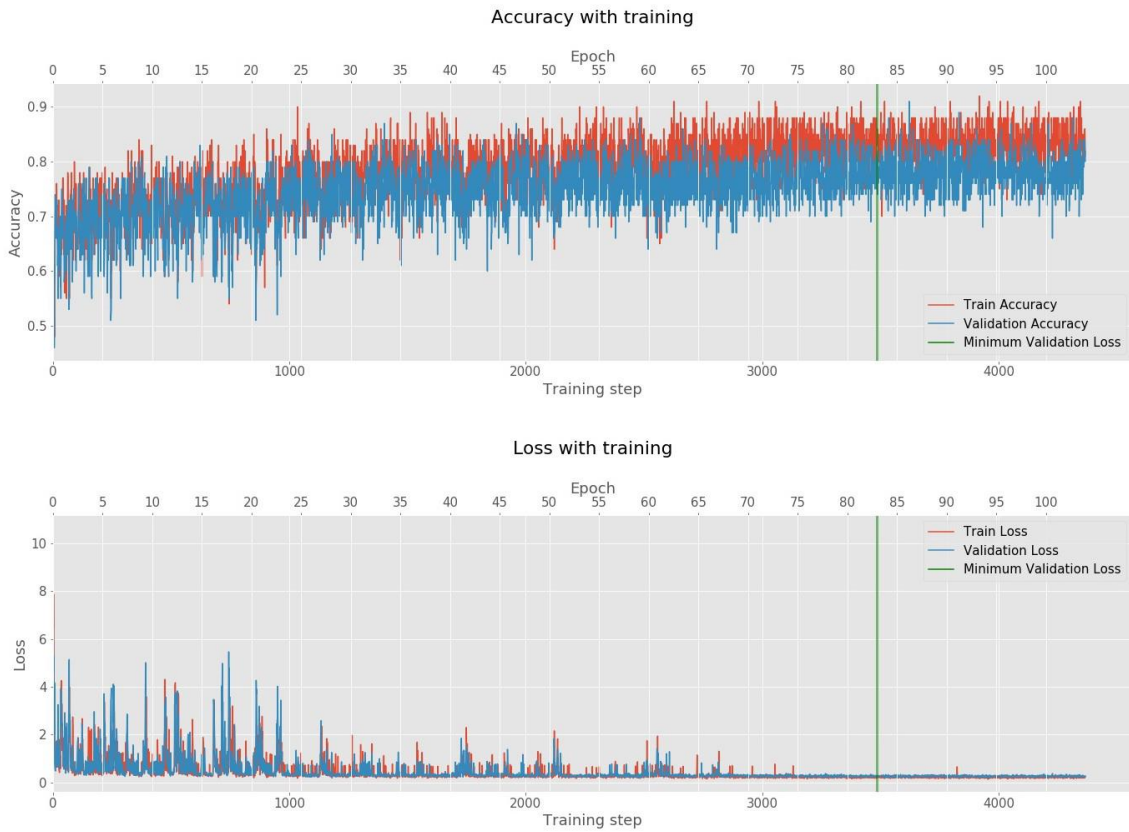 Accuracy with training
Epoch
0 5 10 15 20 25 30 35 40 45 50 55 60 65 70 75 80 85 90 95 100
0.9
0.8
0.7
0.6
0.5
Accuracy
Train Accuracy
Validation Accuracy
Minimum Validation Loss
0 1000 2000 3000 4000
Training step
Loss with training
Epoch
0 5 10 15 20 25 30 35 40 45 50 55 60 65 70 75 80 85 90 95 100
10
8
6
4
2
0
Loss
Train Loss
Validation Loss
Minimum Validation Loss
0 1000 2000 3000 4000
Training step